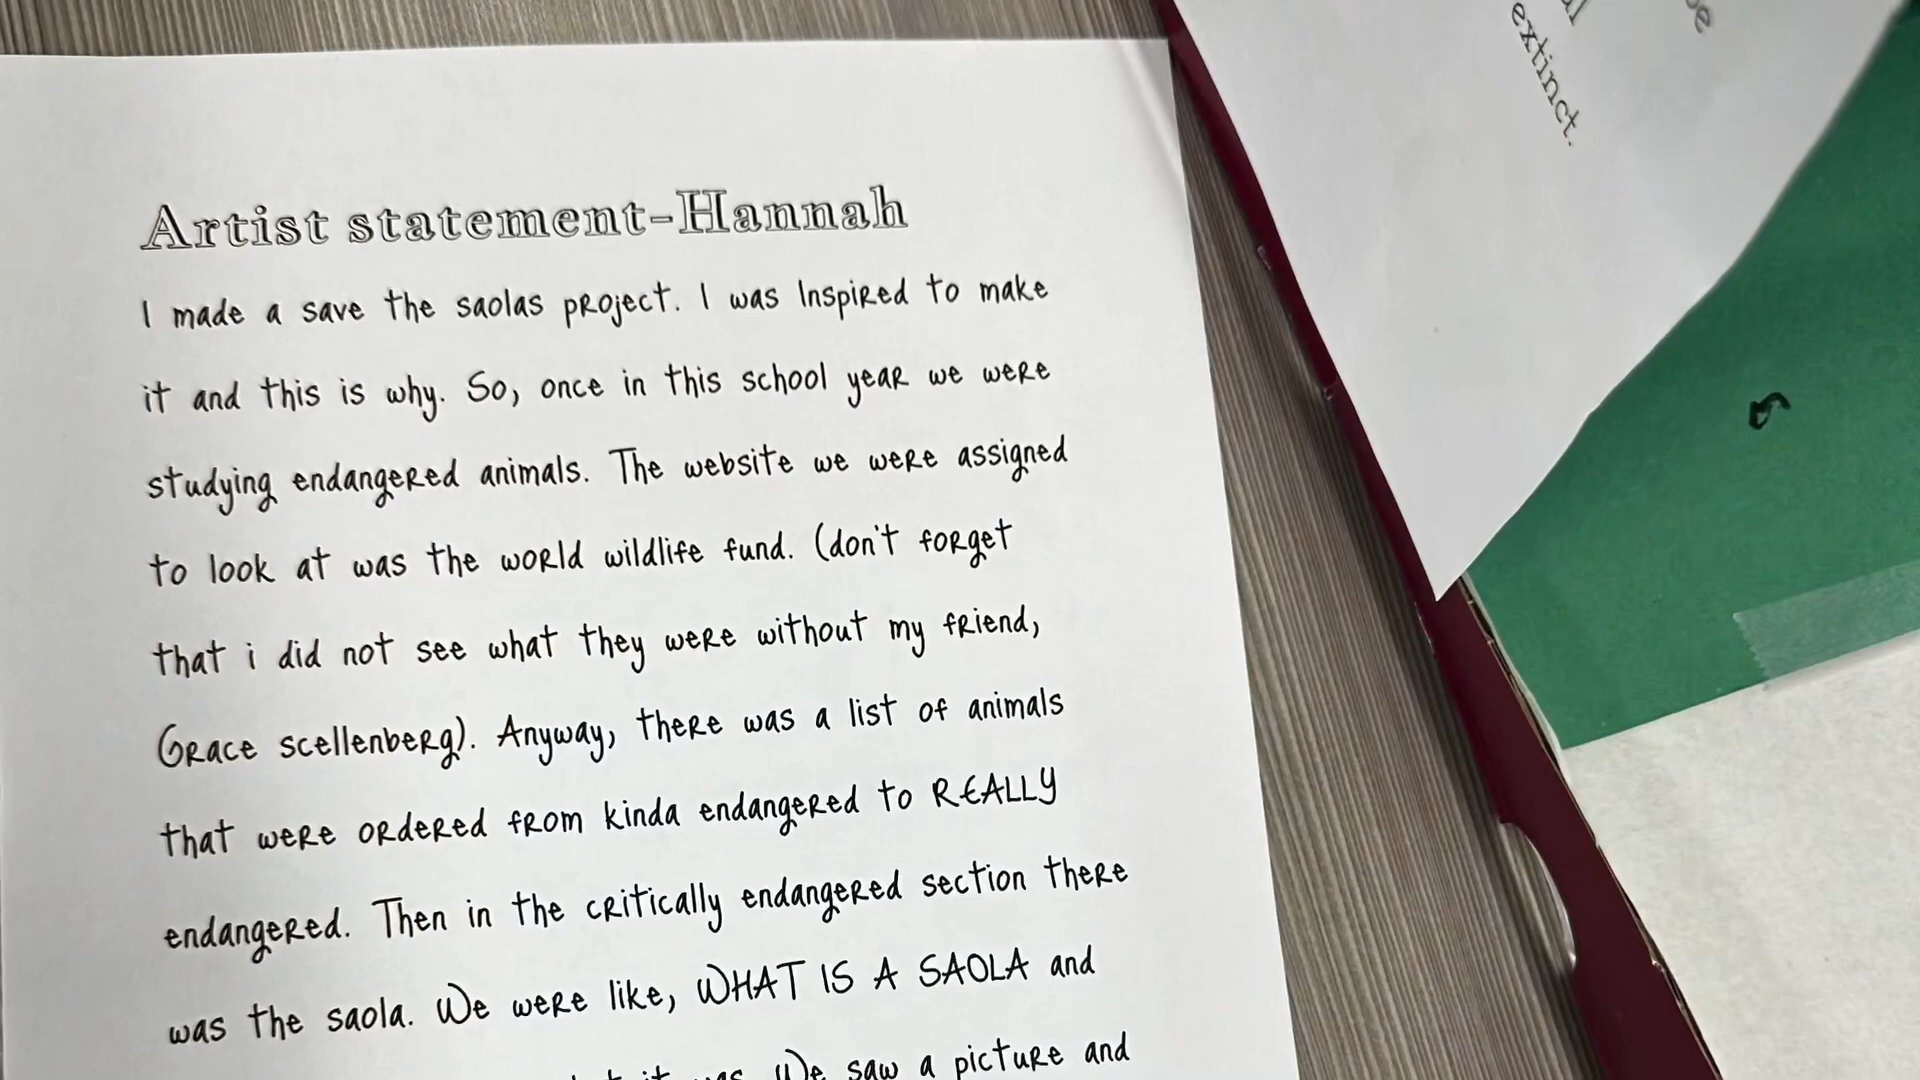 Artist statement-Hannah
I made a save the saolas project. I was Inspired to make
it and this is why. So, once in this school year we were
studying endangered animals. The website we were assigned
to look at was the world wildlife fund. (don't forget
that i did not see what they were without my friend,
Grace scellenberg). Anyway, there was a list of animals
that were ordered from kinda endangered to REALLY
endangered. Then in the critically endangered section there
was the saola. We were like, WHAT IS A SAOLA and
it was. We saw a picture and
extinct.